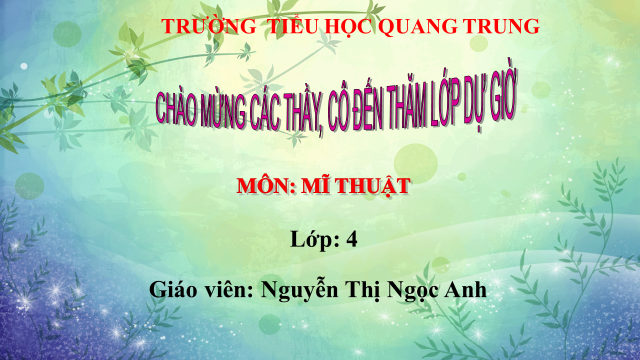 TRƯỜNG TIỂU HỌC QUANG TRUNG
CHÀO MỪNG CÁC THẦY, CÔ ĐẾN THĂM LỚP DỰ GIỜ
MÔN: MĨ THUẬT
Lớp: 4
Giáo viên: Nguyễn Thị Ngọc Anh